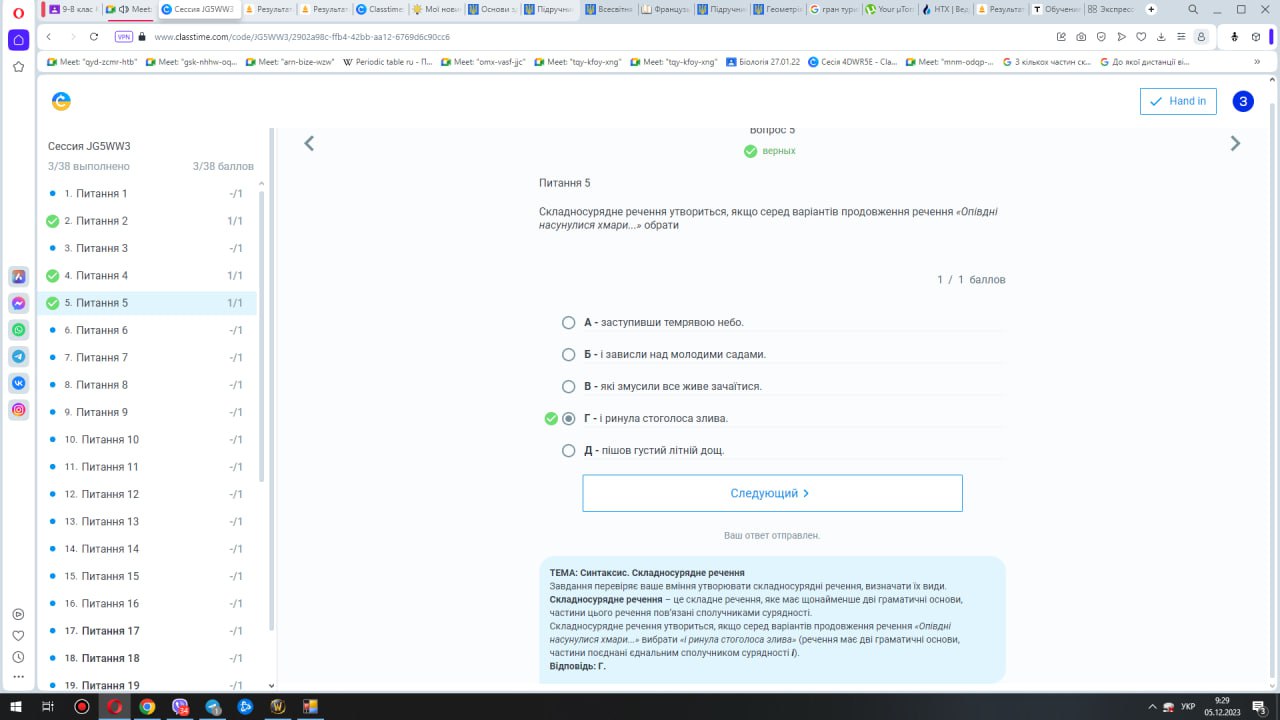 9-В клас
Meet:
Сессия JG5WW3
Результат
Результат
Classtime:
Мої нови
Основи з
Підручни
Всесвітня
Француз
Підручни
Геометрі
гран тури
Your µTor
НТХ | Вед
Результат
Обучени
Экспресс
VPN www.classtime.com/code/JG5WW3/2902a98c-ffb4-42bb-aa12-6769d6c90cc6
Meet: "qyd-zcmr-htb"
Meet: "gsk-nhhw-oq...
Meet: "arn-bize-wzw"
Periodic table ru - П...
Meet: "omx-vasf-jjc"
Meet: "tqy-kfoy-xng"
Meet: "tqy-kfoy-xng"
Біологія 27.01.22
Сесія 4DWR5E - Cla...
Meet: "mnm-odqp-...
З кількох частин ск...
До якої дистанції ві...
»
Hand in
З
Сессия JG5WW3
3/38 выполнено 3/38 баллов
1. Питання 1 -/1
2. Питання 2 1/1
3. Питання 3 -/1
4. Питання 4 1/1
5. Питання 5 1/1
6. Питання 6 -/1
7. Питання 7 -/1
8. Питання 8 -/1
9. Питання 9 -/1
10. Питання 10 -/1
11. Питання 11 -/1
12. Питання 12 -/1
13. Питання 13 -/1
14. Питання 14 -/1
15. Питання 15 -/1
16. Питання 16 -/1
17. Питання 17 -/1
18. Питання 18 -/1
19. Питання 19 -/1
Вопрос 5
верных
Питання 5
Складносурядне речення утвориться, якщо серед варіантів продовження речення «Опівдні
насунулися хмари...» обрати
1 / 1 баллов
А - заступивши темрявою небо.
Б - і зависли над молодими садами.
В - які змусили все живе зачаїтися.
Г - і ринула стоголоса злива.
Д - пішов густий літній дощ.
Следующий
Ваш ответ отправлен.
ТЕМА: Синтаксис. Складносурядне речення
Завдання перевіряє ваше вміння утворювати складносурядні речення, визначати їх види.
Складносурядне речення – це складне речення, яке має щонайменше дві граматичні основи,
частини цього речення пов’язані сполучниками сурядності.
Складносурядне речення утвориться, якщо серед варіантів продовження речення «Опівдні
насунулися хмари...» вибрати «і ринула стоголоса злива» (речення має дві граматичні основи,
частини поєднані єднальним сполучником сурядності і).
Відповідь: Г.
УКР
9:29
05.12.2023